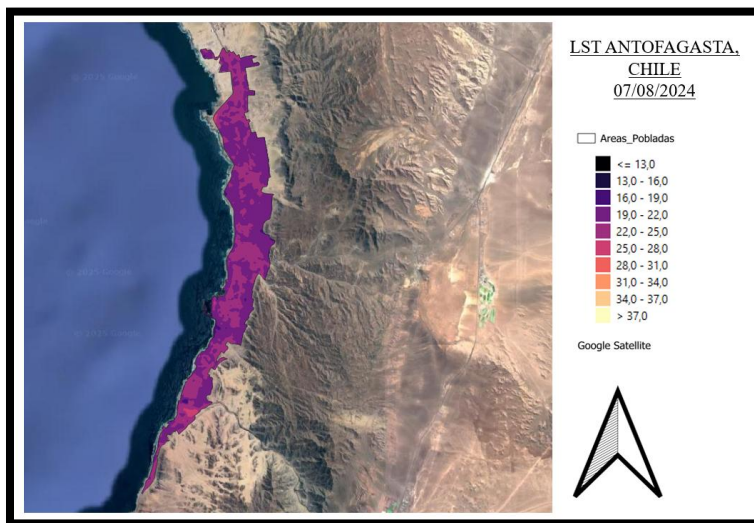 LST ANTOFAGASTA,
CHILE
07/08/2024
Areas_Pobladas
<= 13,0
13,0 - 16,0
16,0 - 19,0
19,0 - 22,0
22,0 - 25,0
25,0 - 28,0
28,0 - 31,0
31,0 - 34,0
34,0 - 37,0
> 37,0
Google Satellite